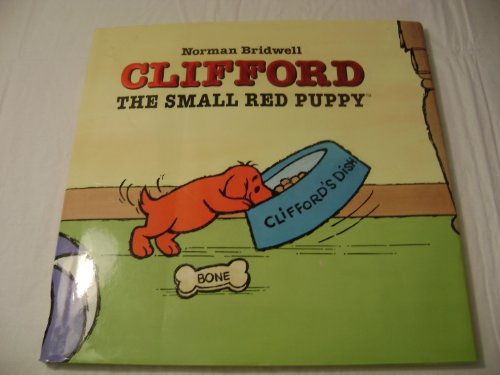 Norman Bridwell
CLIFFORD
THE SMALL RED PUPPY™
CLIFFORD'S DISH
BONE